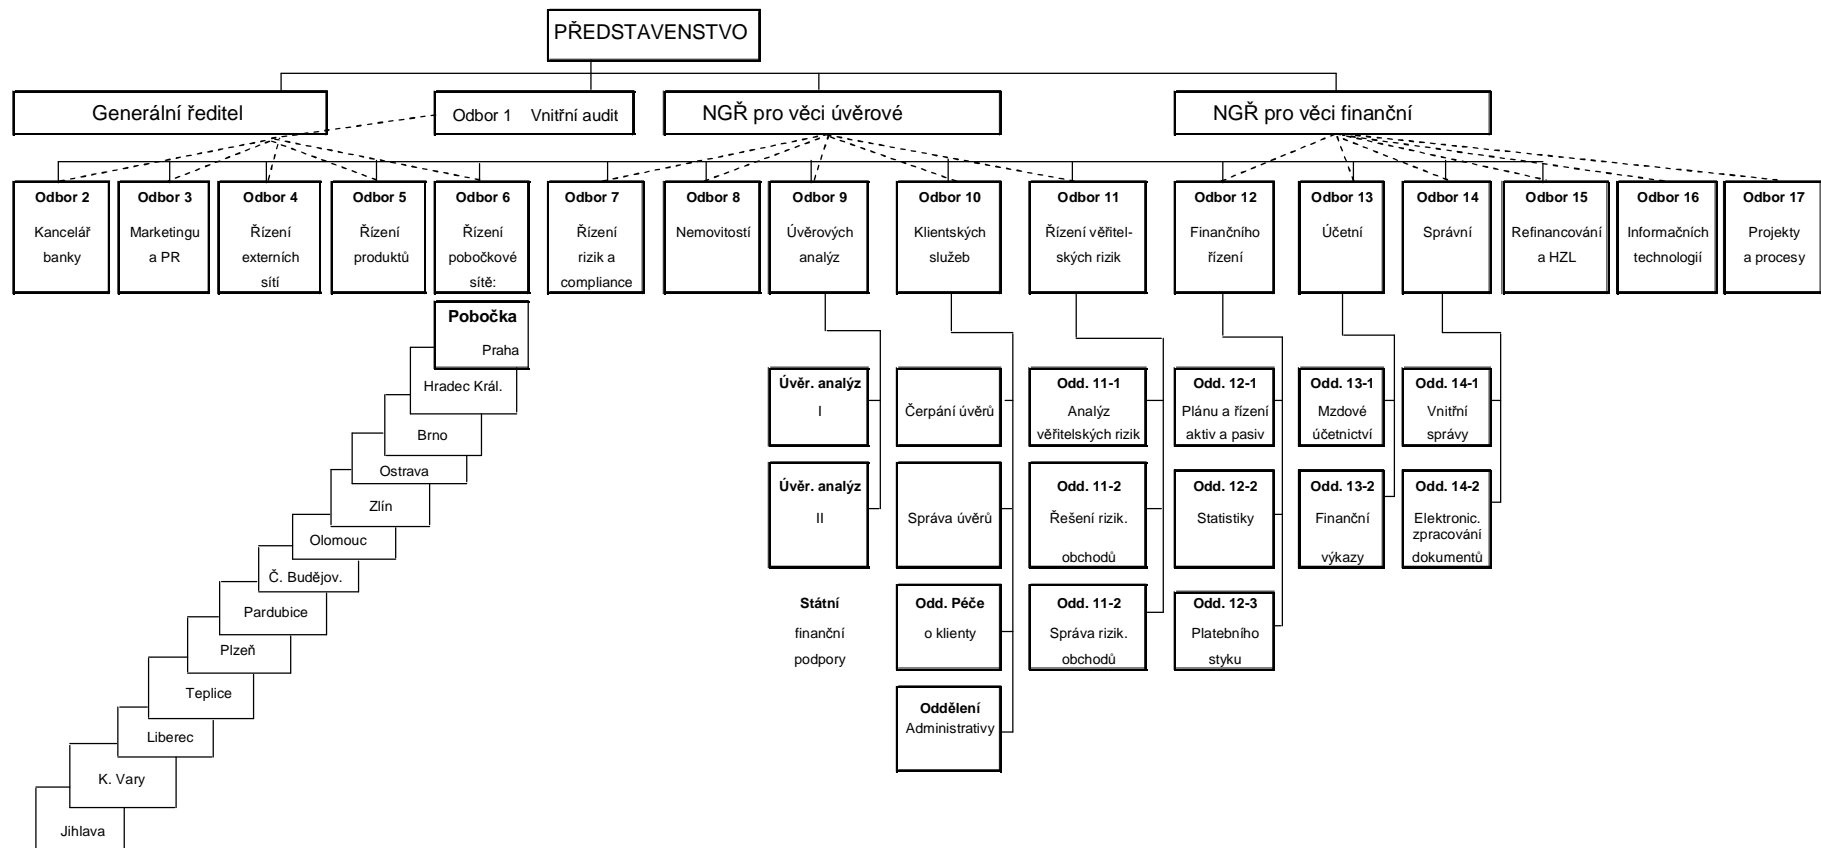 PŘEDSTAVENSTVO
Generální ředitel
Odbor 1 Vnitřní audit
NGŘ pro věci úvěrové
NGŘ pro věci finanční
Odbor 2
Kancelář
banky
Odbor 3
Marketingu
a PR
Odbor 4
Řízení
externích
sítí
Odbor 5
Řízení
produktů
Odbor 6
Řízení
pobočkové
sítě:
Odbor 7
Řízení
rizik a
compliance
Odbor 8
Nemovitostí
Odbor 9
Úvěrových
analýz
Odbor 10
Klientských
služeb
Odbor 11
Řízení věřitel-
ských rizik
Odbor 12
Finančního
řízení
Odbor 13
Účetní
Odbor 14
Správní
Odbor 15
Refinancování
a HZL
Odbor 16
Informačních
technologií
Odbor 17
Projekty
a procesy
Pobočka
Praha
Hradec Král.
Brno
Ostrava
Zlín
Olomouc
Č. Budějov.
Pardubice
Plzeň
Teplice
Liberec
K. Vary
Jihlava
Úvěr. analýz
I
Úvěr. analýz
II
Státní
finanční
podpory
Čerpání úvěrů
Správa úvěrů
Odd. Péče
o klienty
Oddělení
Administrativy
Odd. 11-1
Analýz
věřitelských rizik
Odd. 11-2
Řešení rizik.
obchodů
Odd. 11-2
Správa rizik.
obchodů
Odd. 12-1
Plánu a řízení
aktiv a pasiv
Odd. 12-2
Statistiky
Odd. 12-3
Platebního
styku
Odd. 13-1
Mzdové
účetnictví
Odd. 13-2
Finanční
výkazy
Odd. 14-1
Vnitřní
správy
Odd. 14-2
Elektronic.
zpracování
dokumentů